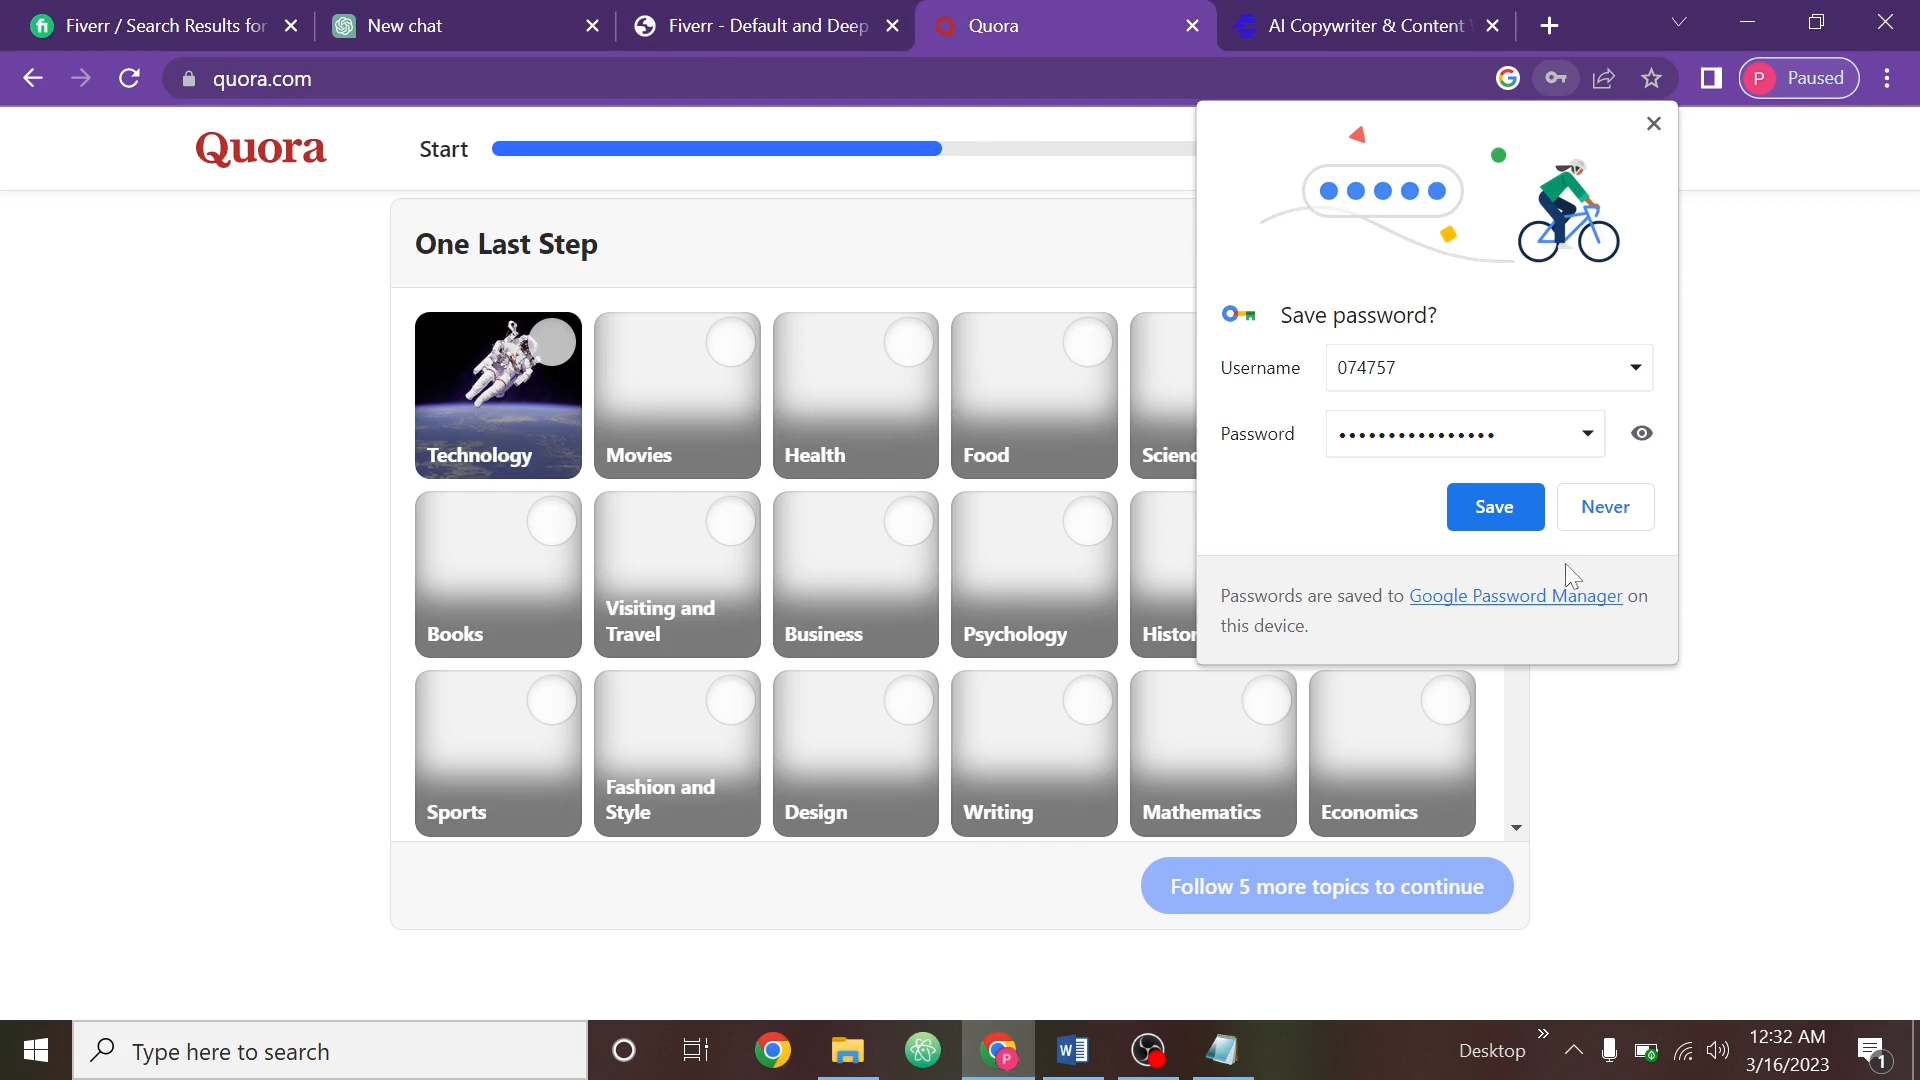 Fiverr / Search Results for
New chat
Fiverr - Default and Deep
Quora
AI Copywriter & Content
quora.com
P Paused
Quora
Start
One Last Step
Technology
Movies
Health
Food
Books
Visiting and
Travel
Business
Psychology
Sports
Fashion and
Style
Design
Writing
Mathematics
Economics
Follow 5 more topics to continue
Save password?
Username 074757
Password ••••••••••••••••
Save Never
Passwords are saved to Google Password Manager on
this device.
Type here to search
Desktop
12:32 AM
3/16/2023
1